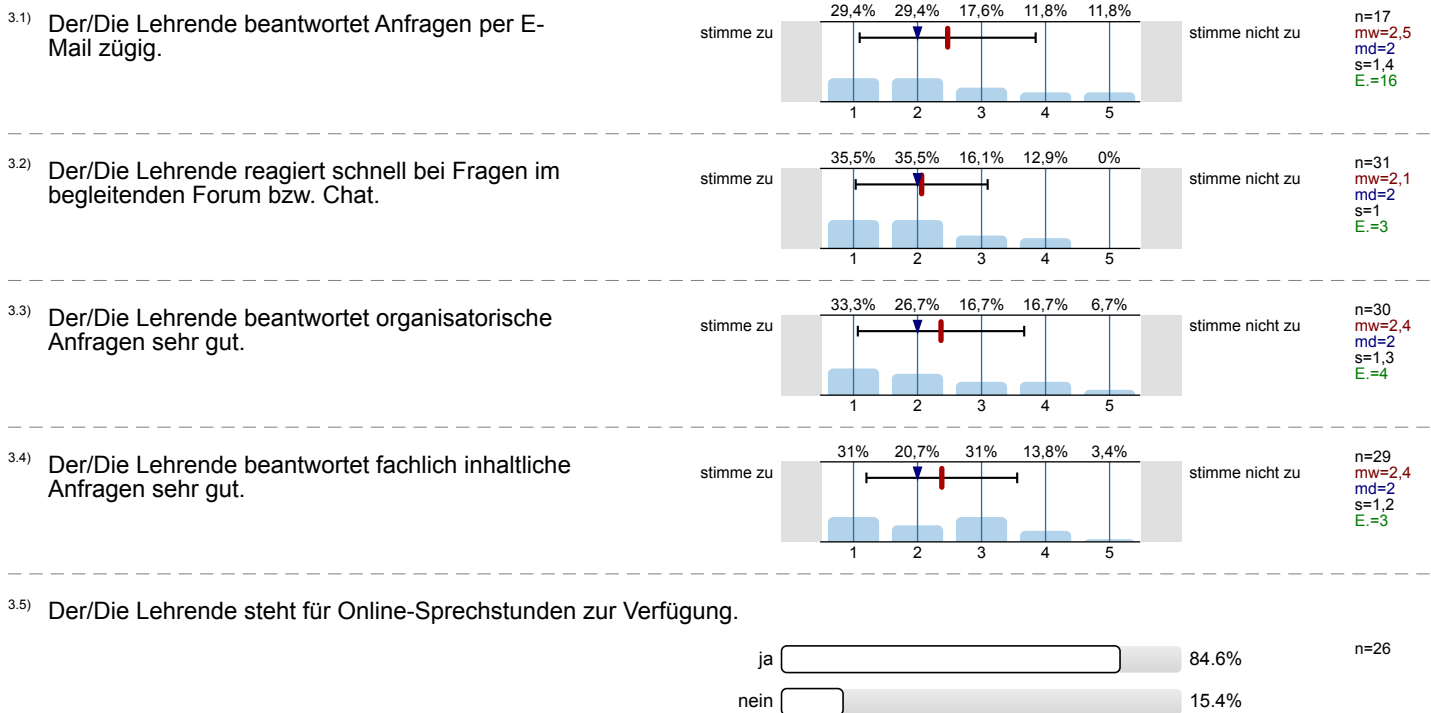 3.1) Der/Die Lehrende beantwortet Anfragen per E-
Mail zügig.
stimme zu
29,4% 29,4% 17,6% 11,8% 11,8%
1 2 3 4 5
stimme nicht zu
n=17
mw=2,5
md=2
s=1,4
E.=16
3.2) Der/Die Lehrende reagiert schnell bei Fragen im
begleitenden Forum bzw. Chat.
stimme zu
35,5% 35,5% 16,1% 12,9% 0%
1 2 3 4 5
stimme nicht zu
n=31
mw=2,1
md=2
s=1
E.=3
3.3) Der/Die Lehrende beantwortet organisatorische
Anfragen sehr gut.
stimme zu
33,3% 26,7% 16,7% 16,7% 6,7%
1 2 3 4 5
stimme nicht zu
n=30
mw=2,4
md=2
s=1,3
E.=4
3.4) Der/Die Lehrende beantwortet fachlich inhaltliche
Anfragen sehr gut.
stimme zu
31% 20,7% 31% 13,8% 3,4%
1 2 3 4 5
stimme nicht zu
n=29
mw=2,4
md=2
s=1,2
E.=3
3.5) Der/Die Lehrende steht für Online-Sprechstunden zur Verfügung.
ja 84.6% n=26
nein 15.4%